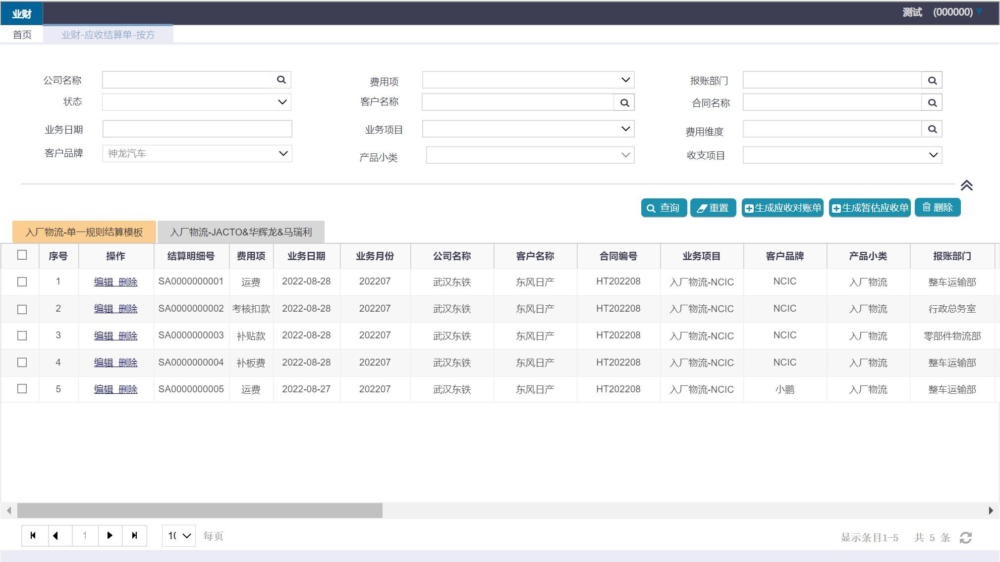 业财
测试 (000000)
首页 业财-应收结算单-按方
公司名称 费用项 报账部门
状态 客户名称 合同名称
业务日期 业务项目 费用维度
客户品牌 神龙汽车 产品小类 收支项目
查询 重置 生成应收对账单 生成暂估应收单 删除
入厂物流-单一规则结算模板 入厂物流-JACTO&华辉龙&马瑞利
序号 操作 结算明细号 费用项 业务日期 业务月份 公司名称 客户名称 合同编号 业务项目 客户品牌 产品小类 报账部门
1 编辑 删除 SA0000000001 运费 2022-08-28 202207 武汉东铁 东风日产 HT202208 入厂物流-NCIC NCIC 入厂物流 整车运输部
2 编辑 删除 SA0000000002 考核扣款 2022-08-28 202207 武汉东铁 东风日产 HT202208 入厂物流-NCIC NCIC 入厂物流 行政总务室
3 编辑 删除 SA0000000003 补贴款 2022-08-28 202207 武汉东铁 东风日产 HT202208 入厂物流-NCIC NCIC 入厂物流 零部件物流部
4 编辑 删除 SA0000000004 补板费 2022-08-28 202207 武汉东铁 东风日产 HT202208 入厂物流-NCIC NCIC 入厂物流 整车运输部
5 编辑 删除 SA0000000005 运费 2022-08-27 202207 武汉东铁 东风日产 HT202208 入厂物流-NCIC 小鹏 入厂物流 整车运输部
1 10 每页 显示条目1-5 共 5 条